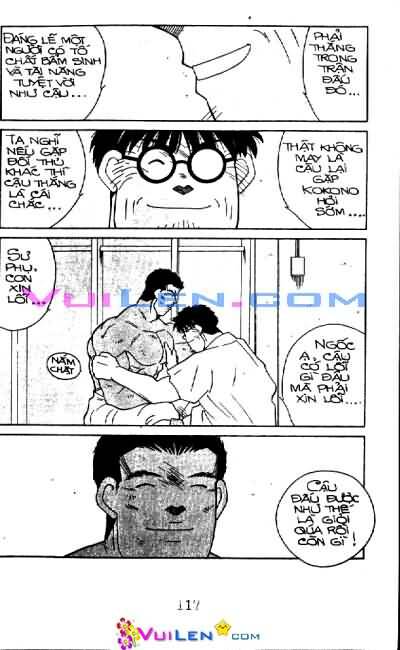 ĐÁNG LẼ MỘT
NGƯỜI CÓ TỐ
CHẤT BẨM SINH
VÀ TÀI NĂNG
TUYỆT VỜI
NHƯ CẬU...
PHẢI
THẮNG
TRONG
TRẬN
ĐẤU
ĐÓ...
TA NGHĨ
NẾU GẶP
ĐỐI THỦ
KHÁC THÌ
CẬU THẮNG
LÀ CÁI
CHẮC...
THẬT KHÔNG
MAY LÀ
CẬU LẠI
GẶP
KOKONO
HƠI
SỚM....
SƯ
PHỤ,
CON
XIN
LỖI...
VUILEN.COM
NẮM
CHẶT
NGỐC
Ạ, CẬU
CÓ LỖI
GÌ ĐÂU
MÀ PHẢI
XIN LỖI....
CẬU
ĐẤU ĐƯỢC
NHƯ THẾ
LÀ GIỎI
QUÁ RỒI
CÒN GÌ!
117
VUILEN.COM